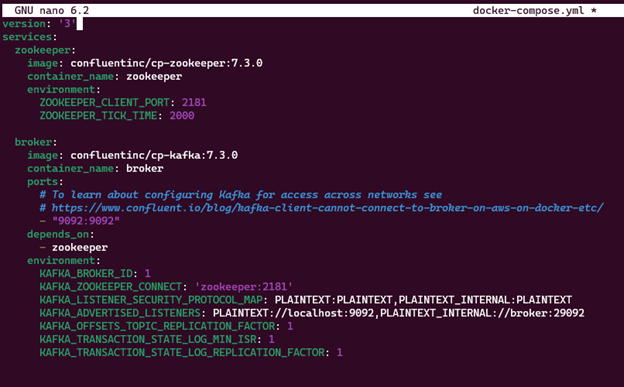 GNU nano 6.2 docker-compose.yml *
version: '3'
services:
  zookeeper:
    image: confluentinc/cp-zookeeper:7.3.0
    container_name: zookeeper
    environment:
      ZOOKEEPER_CLIENT_PORT: 2181
      ZOOKEEPER_TICK_TIME: 2000

  broker:
    image: confluentinc/cp-kafka:7.3.0
    container_name: broker
    ports:
      # To learn about configuring Kafka for access across networks see
      # https://www.confluent.io/blog/kafka-client-cannot-connect-to-broker-on-aws-on-docker-etc/
      - "9092:9092"
    depends_on:
      - zookeeper
    environment:
      KAFKA_BROKER_ID: 1
      KAFKA_ZOOKEEPER_CONNECT: 'zookeeper:2181'
      KAFKA_LISTENER_SECURITY_PROTOCOL_MAP: PLAINTEXT:PLAINTEXT,PLAINTEXT_INTERNAL:PLAINTEXT
      KAFKA_ADVERTISED_LISTENERS: PLAINTEXT://localhost:9092,PLAINTEXT_INTERNAL://broker:29092
      KAFKA_OFFSETS_TOPIC_REPLICATION_FACTOR: 1
      KAFKA_TRANSACTION_STATE_LOG_MIN_ISR: 1
      KAFKA_TRANSACTION_STATE_LOG_REPLICATION_FACTOR: 1